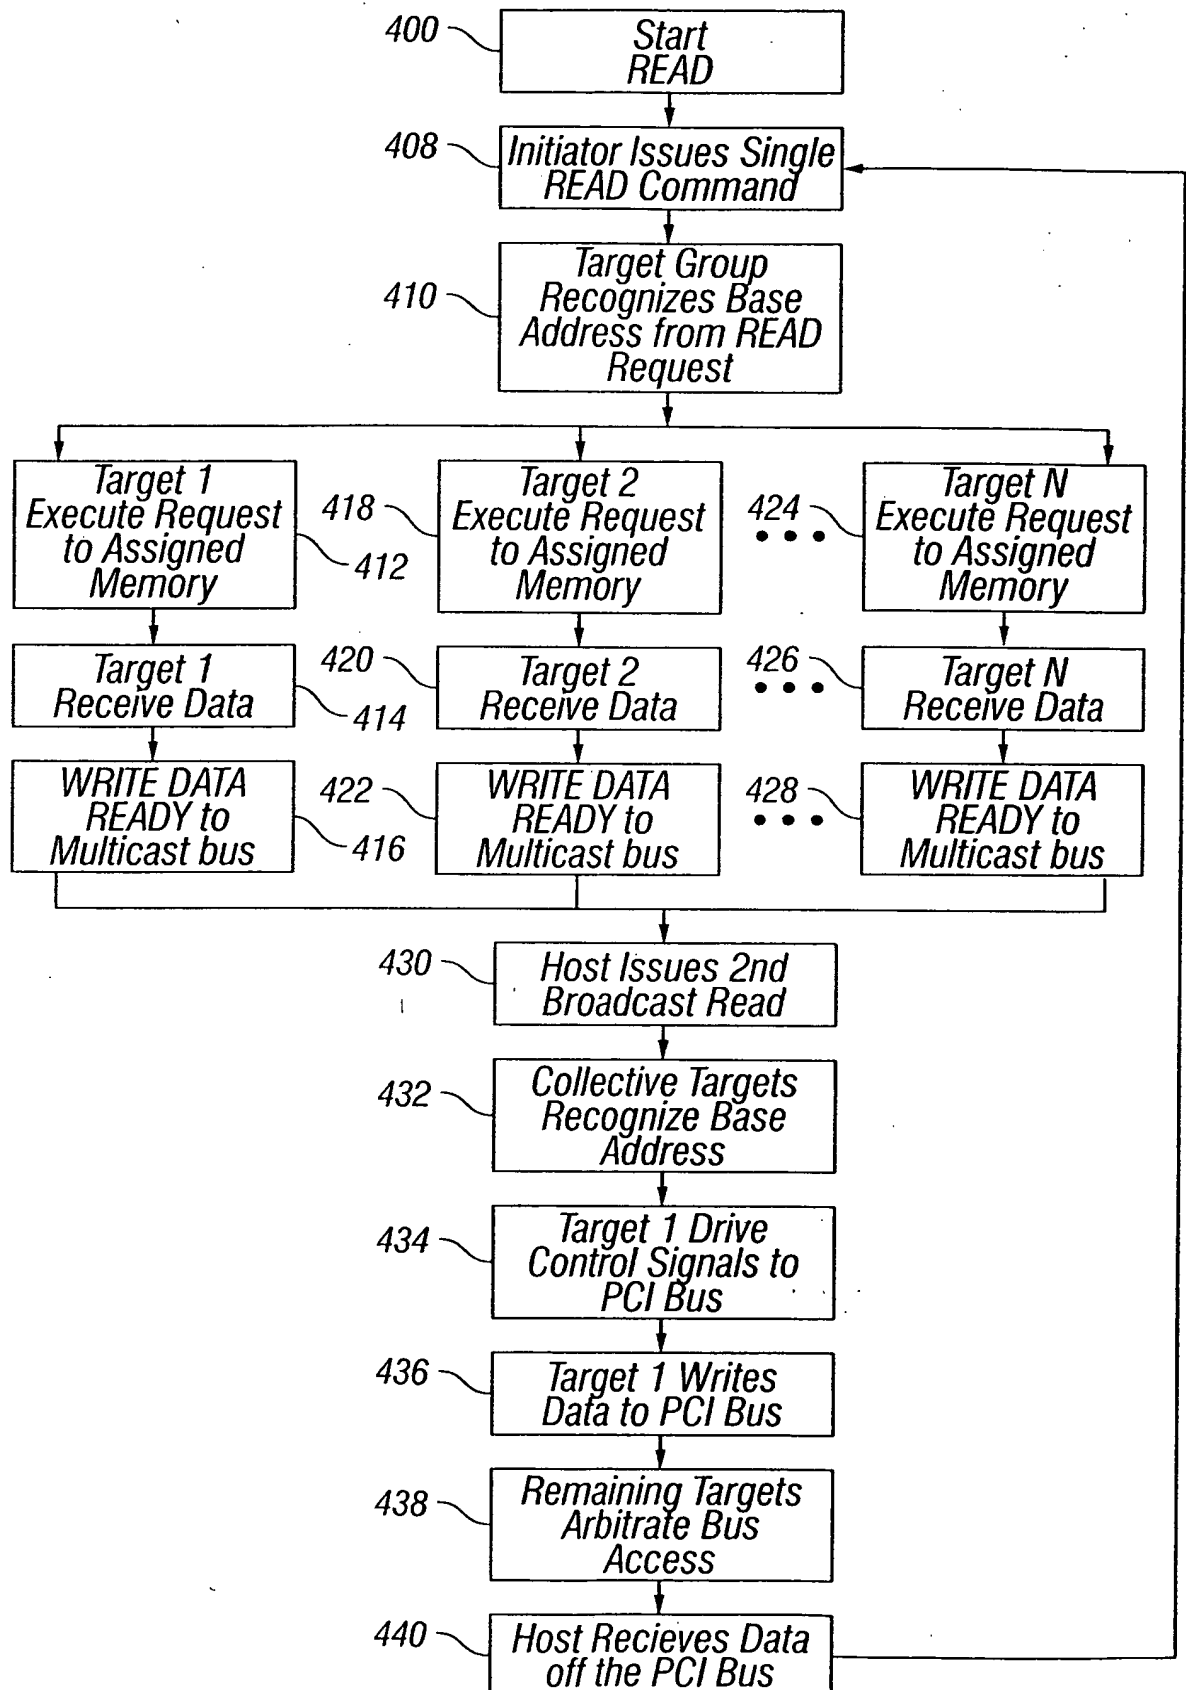 400
Start
READ
408
Initiator Issues Single
READ Command
410
Target Group
Recognizes Base
Address from READ
Request
Target 1
Execute Request
to Assigned
Memory
412
418
Target 2
Execute Request
to Assigned
Memory
424
Target N
Execute Request
to Assigned
Memory
Target 1
Receive Data
414
420
Target 2
Receive Data
426
Target N
Receive Data
WRITE DATA
READY to
Multicast bus
416
422
WRITE DATA
READY to
Multicast bus
428
WRITE DATA
READY to
Multicast bus
430
Host Issues 2nd
Broadcast Read
432
Collective Targets
Recognize Base
Address
434
Target 1 Drive
Control Signals to
PCI Bus
436
Target 1 Writes
Data to PCI Bus
438
Remaining Targets
Arbitrate Bus
Access
440
Host Recieves Data
off the PCI Bus